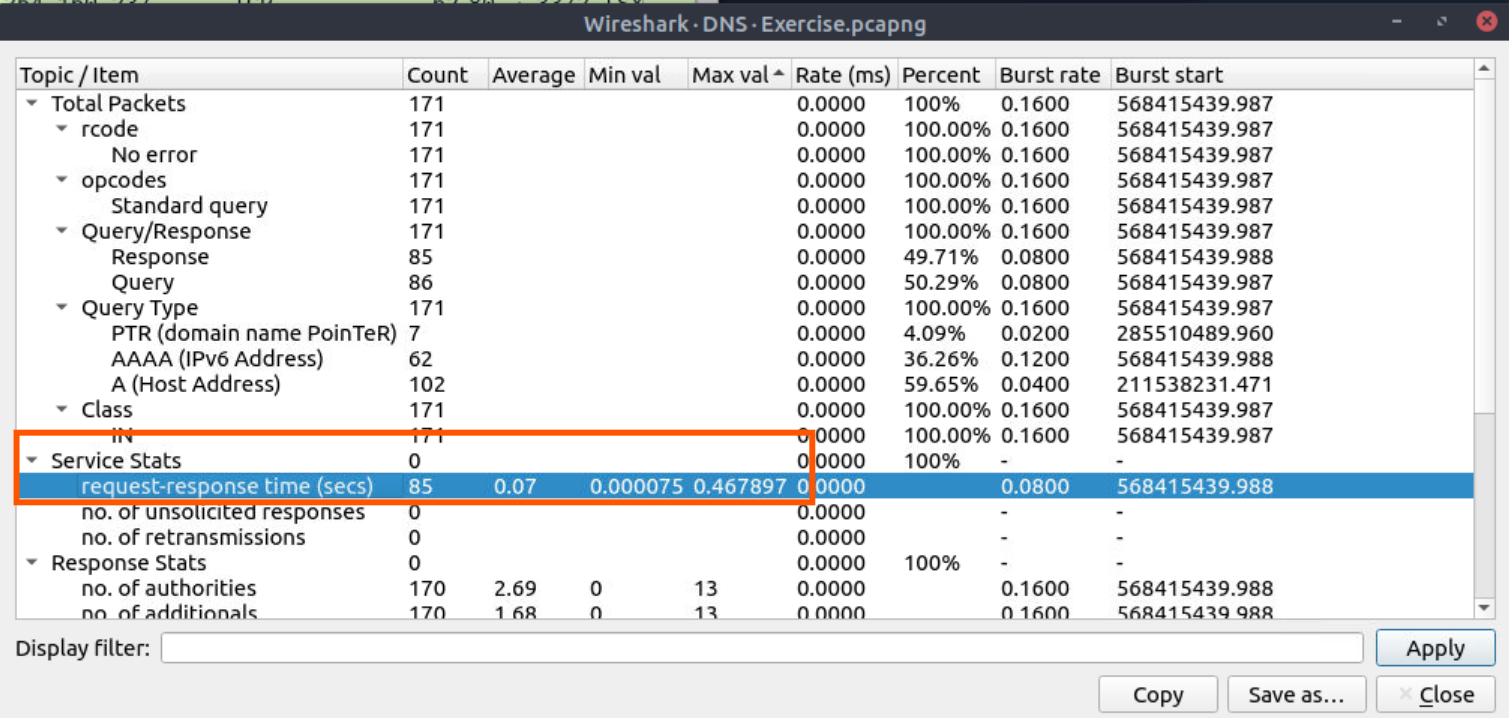 Wireshark · DNS · Exercise.pcapng
Topic / Item Count Average Min val Max val Rate (ms) Percent Burst rate Burst start
Total Packets 171 0.0000 100% 0.1600 568415439.987
rcode 171 0.0000 100.00% 0.1600 568415439.987
No error 171 0.0000 100.00% 0.1600 568415439.987
opcodes 171 0.0000 100.00% 0.1600 568415439.987
Standard query 171 0.0000 100.00% 0.1600 568415439.987
Query/Response 171 0.0000 100.00% 0.1600 568415439.987
Response 85 0.0000 49.71% 0.0800 568415439.988
Query 86 0.0000 50.29% 0.0800 568415439.987
Query Type 171 0.0000 100.00% 0.1600 568415439.987
PTR (domain name PoinTeR) 7 0.0000 4.09% 0.0200 285510489.960
AAAA (IPv6 Address) 62 0.0000 36.26% 0.1200 568415439.988
A (Host Address) 102 0.0000 59.65% 0.0400 211538231.471
Class 171 0.0000 100.00% 0.1600 568415439.987
IN 171 0.0000 100.00% 0.1600 568415439.987
Service Stats 0 0.0000 100% - -
request-response time (secs) 85 0.07 0.000075 0.467897 0.0000 0.0800 568415439.988
no. of unsolicited responses 0 0.0000 - -
no. of retransmissions 0 0.0000 - -
Response Stats 0 0.0000 100% - -
no. of authorities 170 2.69 0 13 0.0000 0.1600 568415439.988
no. of additionals 170 1.68 0 13 0.0000 0.1600 568415439.988
Display filter: Apply
Copy Save as... Close